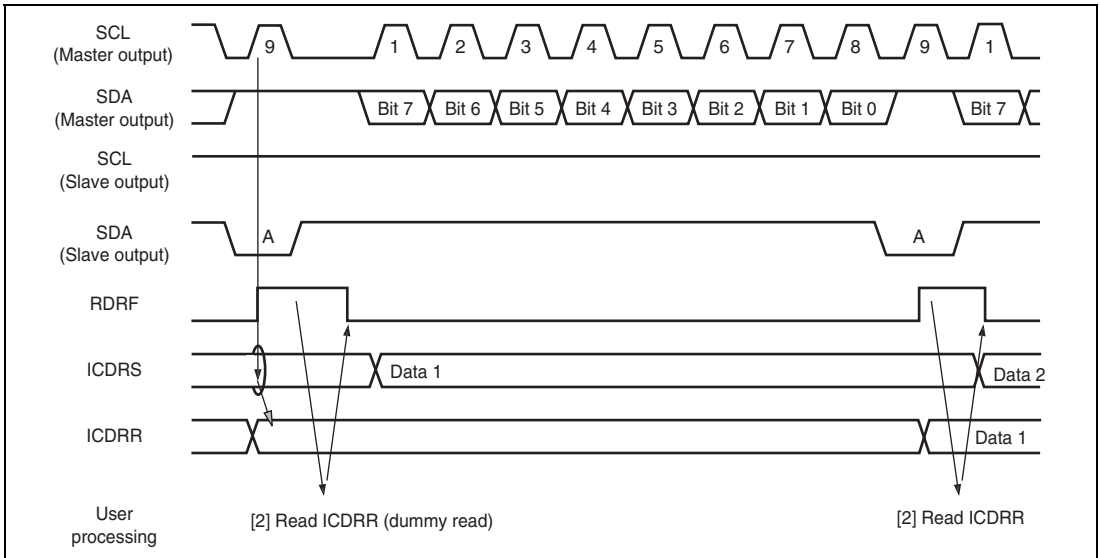 SCL
(Master output)
9 1 2 3 4 5 6 7 8 9 1
SDA
(Master output)
Bit 7 Bit 6 Bit 5 Bit 4 Bit 3 Bit 2 Bit 1 Bit 0 Bit 7
SCL
(Slave output)
SDA
(Slave output)
A A
RDRF
ICDRS
Data 1 Data 2
ICDRR
Data 1
User
processing
[2] Read ICDRR (dummy read) [2] Read ICDRR